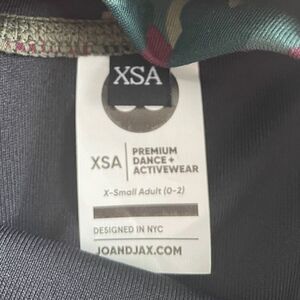 XSA
XSA
PREMIUM
DANCE +
ACTIVEWEAR
X-Small Adult (0-2)
DESIGNED IN NYC
JOANDJAX.COM